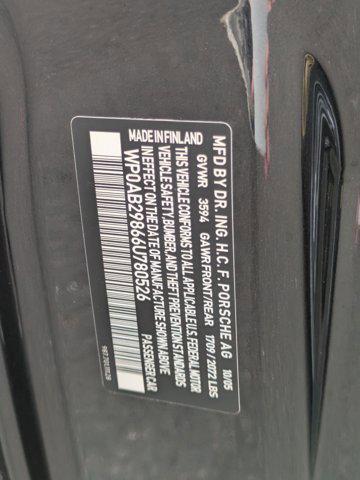 MFD BY DR. ING. H.C. F. PORSCHE AG 10/05
GVWR 3594 GAWR FRONT/REAR 1709 / 2072 LBS
THIS VEHICLE CONFORMS TO ALL APPLICABLE U.S. FEDERAL MOTOR
VEHICLE SAFETY, BUMPER, AND THEFT PREVENTION STANDARDS
IN EFFECT ON THE DATE OF MANUFACTURE SHOWN ABOVE
WP0AB29866U780526 PASSENGER CAR
MADE IN FINLAND